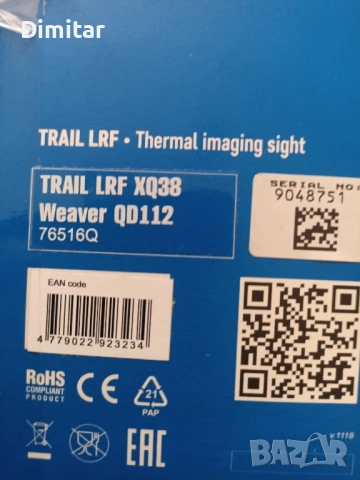 Dimitar
TRAIL LRF • Thermal imaging sight
TRAIL LRF XQ38
Weaver QD112
76516Q
SERIAL NO:
9048751
EAN code
4 779022 923234
RoHS
COMPLIANT
PRODUCT
CE
21
PAP
EAC
v.1118
BAZAR